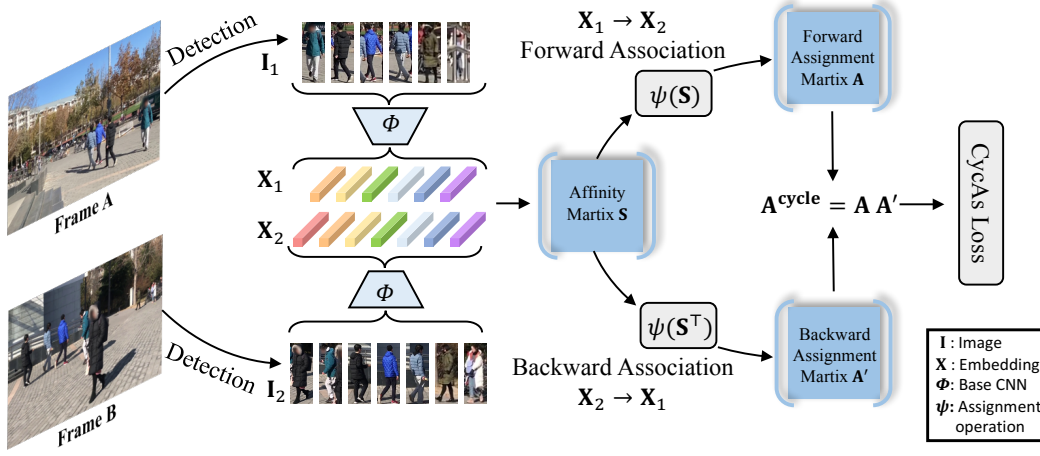 Detection
I₁
Φ
X₁
X₂
Φ
I₂
Detection
Frame A
Frame B
X₁ → X₂
Forward Association
ψ(S)
Affinity
Martix S
ψ(S⊤)
Backward Association
X₂ → X₁
Forward
Assignment
Martix A
A^cycle = A A′
Backward
Assignment
Martix A′
CycAs Loss
I : Image
X : Embedding
Φ: Base CNN
ψ: Assignment
operation